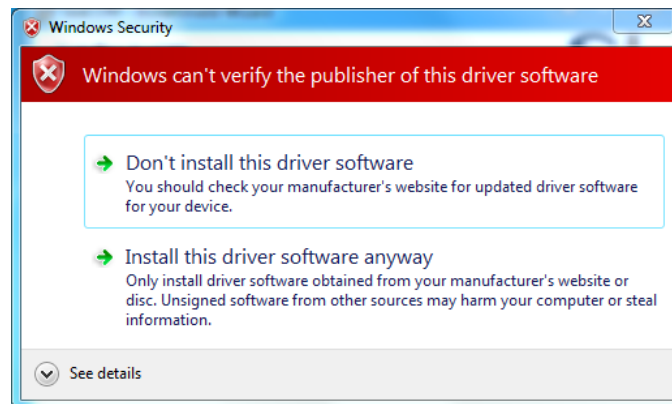 Windows Security
Windows can't verify the publisher of this driver software
Don't install this driver software
You should check your manufacturer's website for updated driver software
for your device.
Install this driver software anyway
Only install driver software obtained from your manufacturer's website or
disc. Unsigned software from other sources may harm your computer or steal
information.
See details